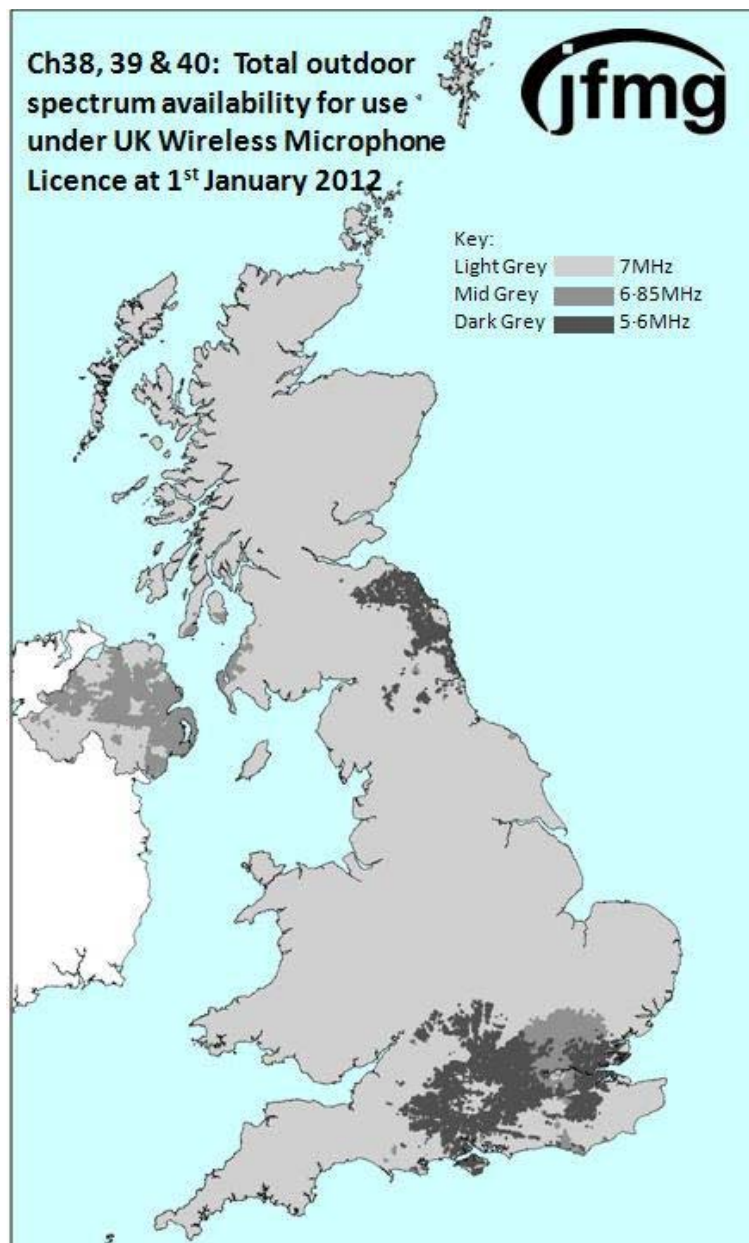 Ch38, 39 & 40: Total outdoor
spectrum availability for use
under UK Wireless Microphone
Licence at 1st January 2012
jfmg
Key:
Light Grey 7MHz
Mid Grey 6·85MHz
Dark Grey 5·6MHz